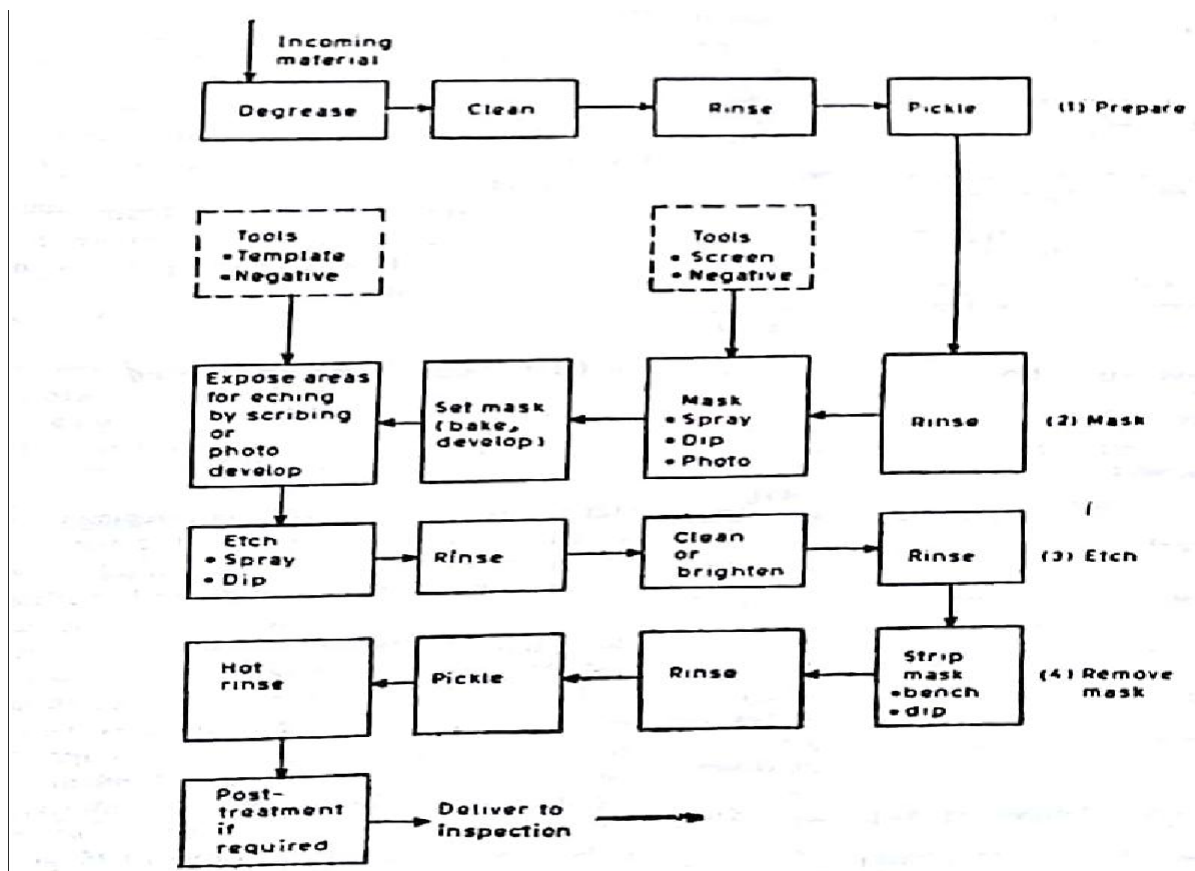 Incoming
material
Degrease
Clean
Rinse
Pickle
(1) Prepare
Tools
• Template
• Negative
Tools
• Screen
• Negative
Expose areas
for eching
by scribing
or
photo
develop
Set mask
(bake,
develop)
Mask
• Spray
• Dip
• Photo
Rinse
(2) Mask
Etch
• Spray
• Dip
Rinse
Clean
or
brighten
Rinse
(3) Etch
Hot
rinse
Pickle
Rinse
Strip
mask
• bench
• dip
(4) Remove
mask
Post-
treatment
if
required
Deliver to
inspection